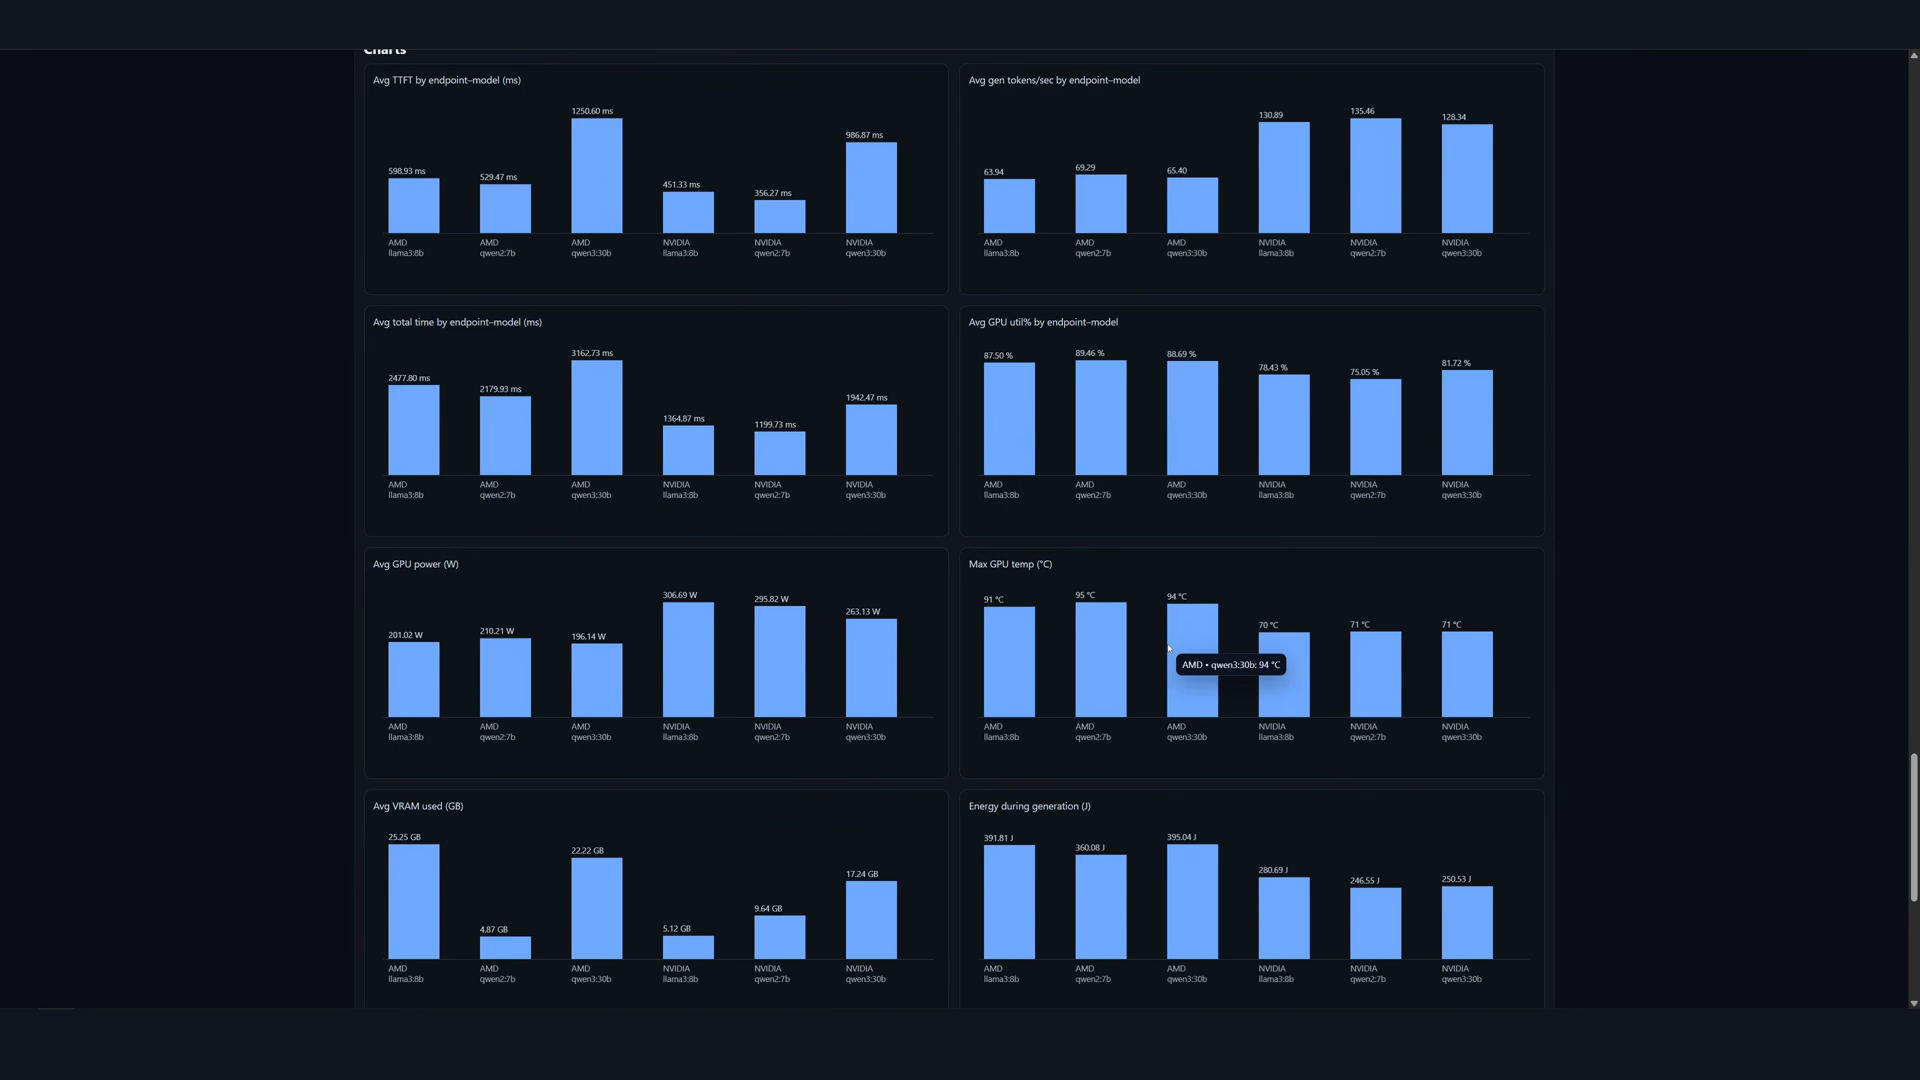 Charts
Avg TTFT by endpoint–model (ms)
598.93 ms
529.47 ms
1250.60 ms
451.33 ms
356.27 ms
986.87 ms
AMD llama3:8b
AMD qwen2:7b
AMD qwen3:30b
NVIDIA llama3:8b
NVIDIA qwen2:7b
NVIDIA qwen3:30b
Avg gen tokens/sec by endpoint–model
63.94
69.29
65.40
130.89
135.46
128.34
AMD llama3:8b
AMD qwen2:7b
AMD qwen3:30b
NVIDIA llama3:8b
NVIDIA qwen2:7b
NVIDIA qwen3:30b
Avg total time by endpoint–model (ms)
2477.80 ms
2179.93 ms
3162.73 ms
1364.87 ms
1199.73 ms
1942.47 ms
AMD llama3:8b
AMD qwen2:7b
AMD qwen3:30b
NVIDIA llama3:8b
NVIDIA qwen2:7b
NVIDIA qwen3:30b
Avg GPU util% by endpoint–model
87.50 %
89.46 %
88.69 %
78.43 %
75.05 %
81.72 %
AMD llama3:8b
AMD qwen2:7b
AMD qwen3:30b
NVIDIA llama3:8b
NVIDIA qwen2:7b
NVIDIA qwen3:30b
Avg GPU power (W)
201.02 W
210.21 W
196.14 W
306.69 W
295.82 W
263.13 W
AMD llama3:8b
AMD qwen2:7b
AMD qwen3:30b
NVIDIA llama3:8b
NVIDIA qwen2:7b
NVIDIA qwen3:30b
Max GPU temp (°C)
91 °C
95 °C
94 °C
70 °C
71 °C
71 °C
AMD • qwen3:30b: 94 °C
AMD llama3:8b
AMD qwen2:7b
AMD qwen3:30b
NVIDIA llama3:8b
NVIDIA qwen2:7b
NVIDIA qwen3:30b
Avg VRAM used (GB)
25.25 GB
4.87 GB
22.22 GB
5.12 GB
9.64 GB
17.24 GB
AMD llama3:8b
AMD qwen2:7b
AMD qwen3:30b
NVIDIA llama3:8b
NVIDIA qwen2:7b
NVIDIA qwen3:30b
Energy during generation (J)
391.81 J
360.08 J
395.04 J
280.69 J
246.55 J
250.53 J
AMD llama3:8b
AMD qwen2:7b
AMD qwen3:30b
NVIDIA llama3:8b
NVIDIA qwen2:7b
NVIDIA qwen3:30b